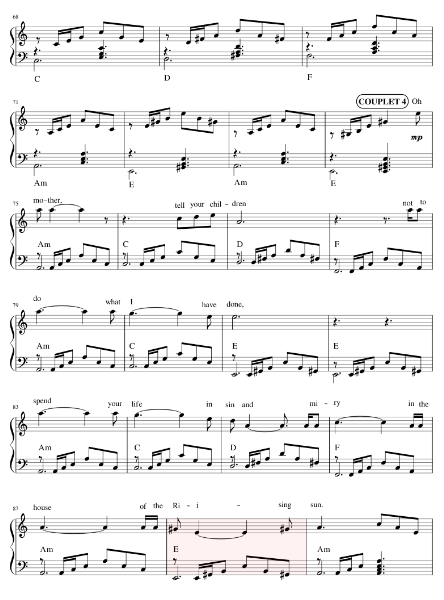 68
C D F
71
COUPLET 4 Oh
mp
Am E Am E
75
mo-ther, tell your chil - dren not to
Am C D F
79
do what I have done,
Am C E E
83
spend your life in sin and mi - ry in the
Am C D F
87
house of the Ri - i - sing sun.
Am E Am